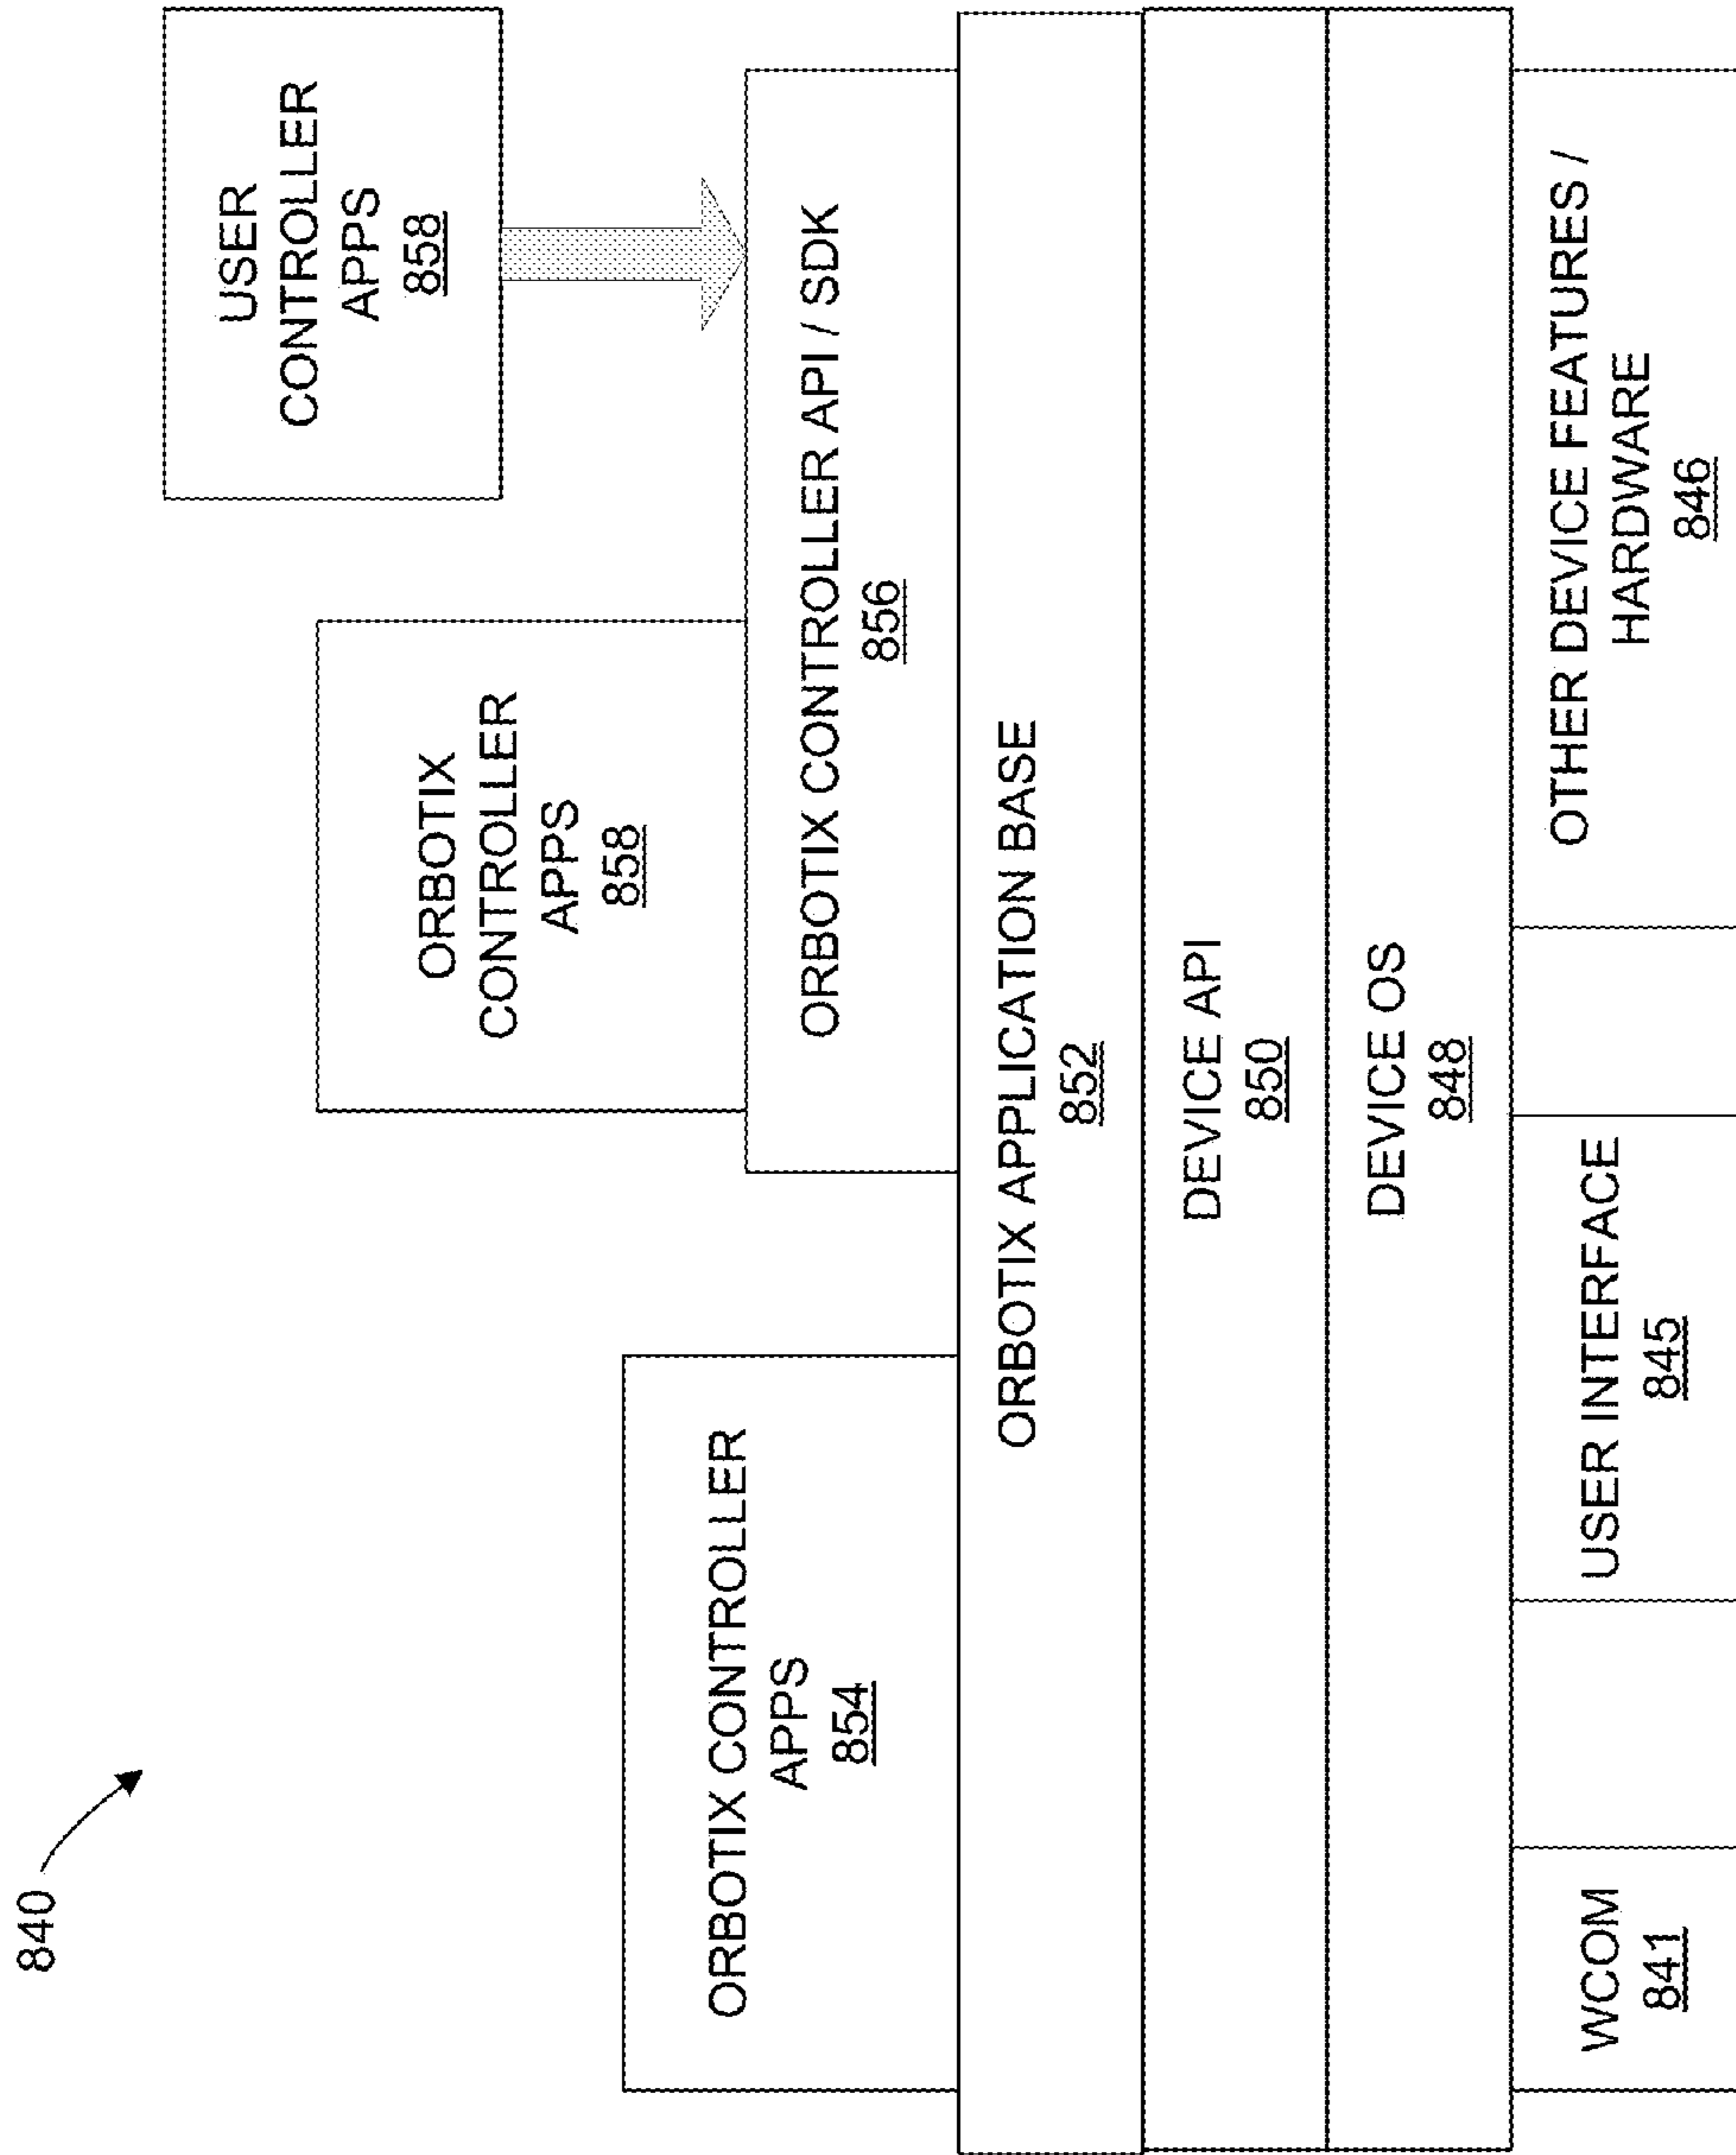 840
USER
CONTROLLER
APPS
858
ORBOTIX
CONTROLLER
APPS
858
ORBOTIX CONTROLLER
APPS
854
ORBOTIX CONTROLLER API / SDK
856
ORBOTIX APPLICATION BASE
852
DEVICE API
850
DEVICE OS
848
WCOM
841
USER INTERFACE
845
OTHER DEVICE FEATURES /
HARDWARE
846